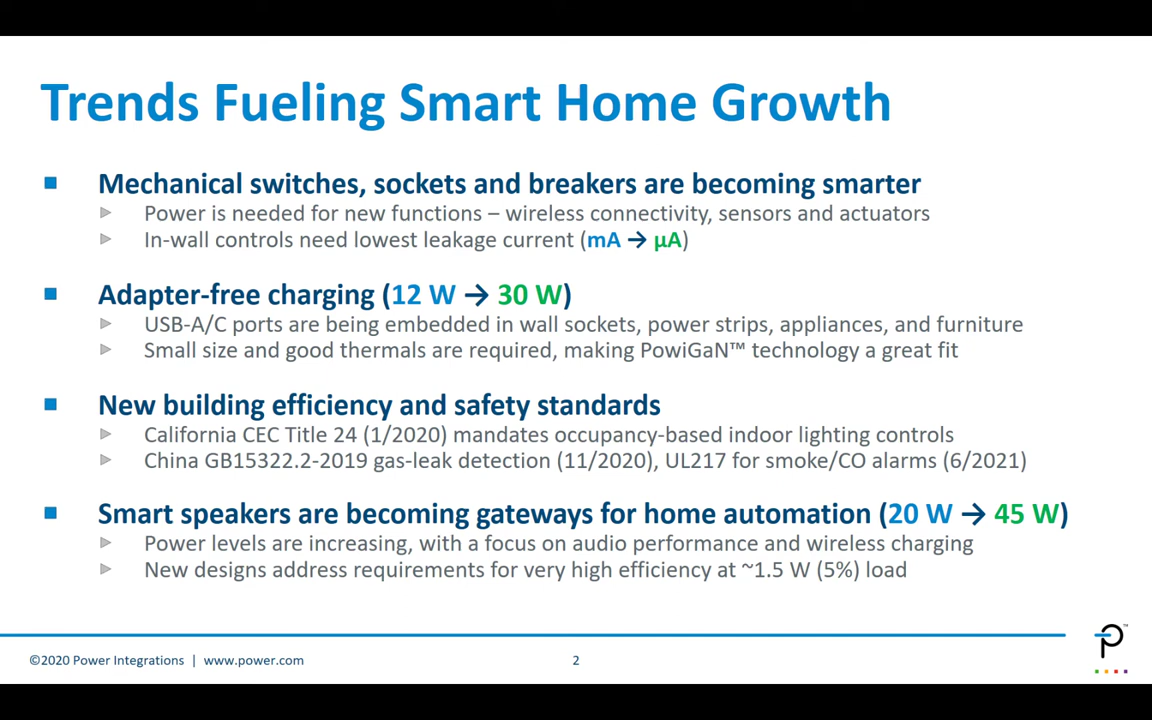 Trends Fueling Smart Home Growth
Mechanical switches, sockets and breakers are becoming smarter
Power is needed for new functions – wireless connectivity, sensors and actuators
In-wall controls need lowest leakage current (mA → µA)
Adapter-free charging (12 W → 30 W)
USB-A/C ports are being embedded in wall sockets, power strips, appliances, and furniture
Small size and good thermals are required, making PowiGaN™ technology a great fit
New building efficiency and safety standards
California CEC Title 24 (1/2020) mandates occupancy-based indoor lighting controls
China GB15322.2-2019 gas-leak detection (11/2020), UL217 for smoke/CO alarms (6/2021)
Smart speakers are becoming gateways for home automation (20 W → 45 W)
Power levels are increasing, with a focus on audio performance and wireless charging
New designs address requirements for very high efficiency at ~1.5 W (5%) load
©2020 Power Integrations | www.power.com
2
™